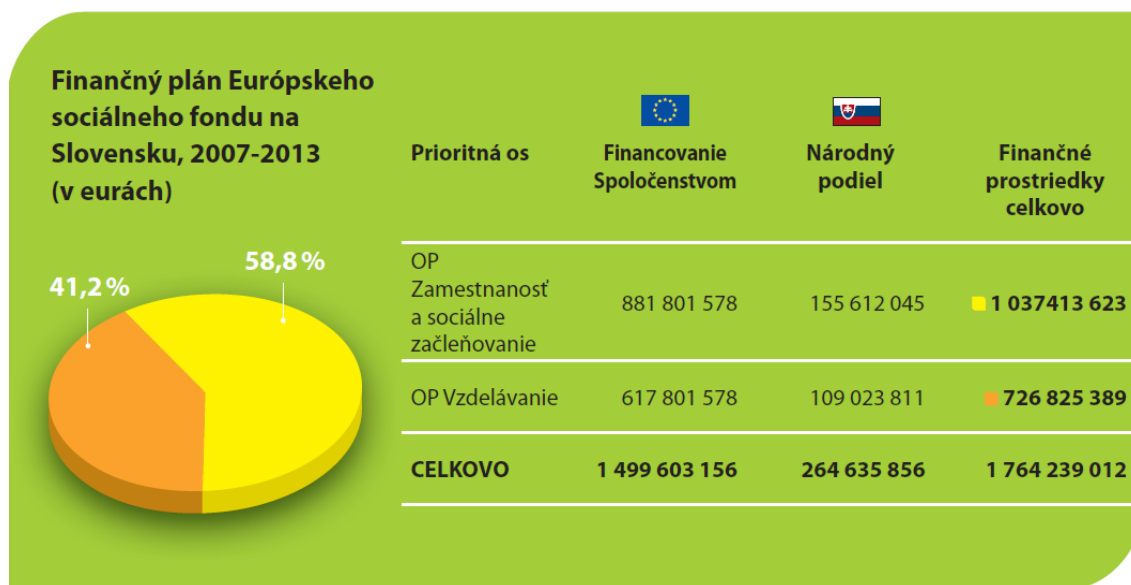 Finančný plán Európskeho
sociálneho fondu na
Slovensku, 2007-2013
(v eurách)
58,8 %
41,2 %
Prioritná os
Financovanie
Spoločenstvom
Národný
podiel
Finančné
prostriedky
celkovo
OP
Zamestnanosť
a sociálne
začleňovanie
881 801 578
155 612 045
1 037413 623
OP Vzdelávanie
617 801 578
109 023 811
726 825 389
CELKOVO
1 499 603 156
264 635 856
1 764 239 012